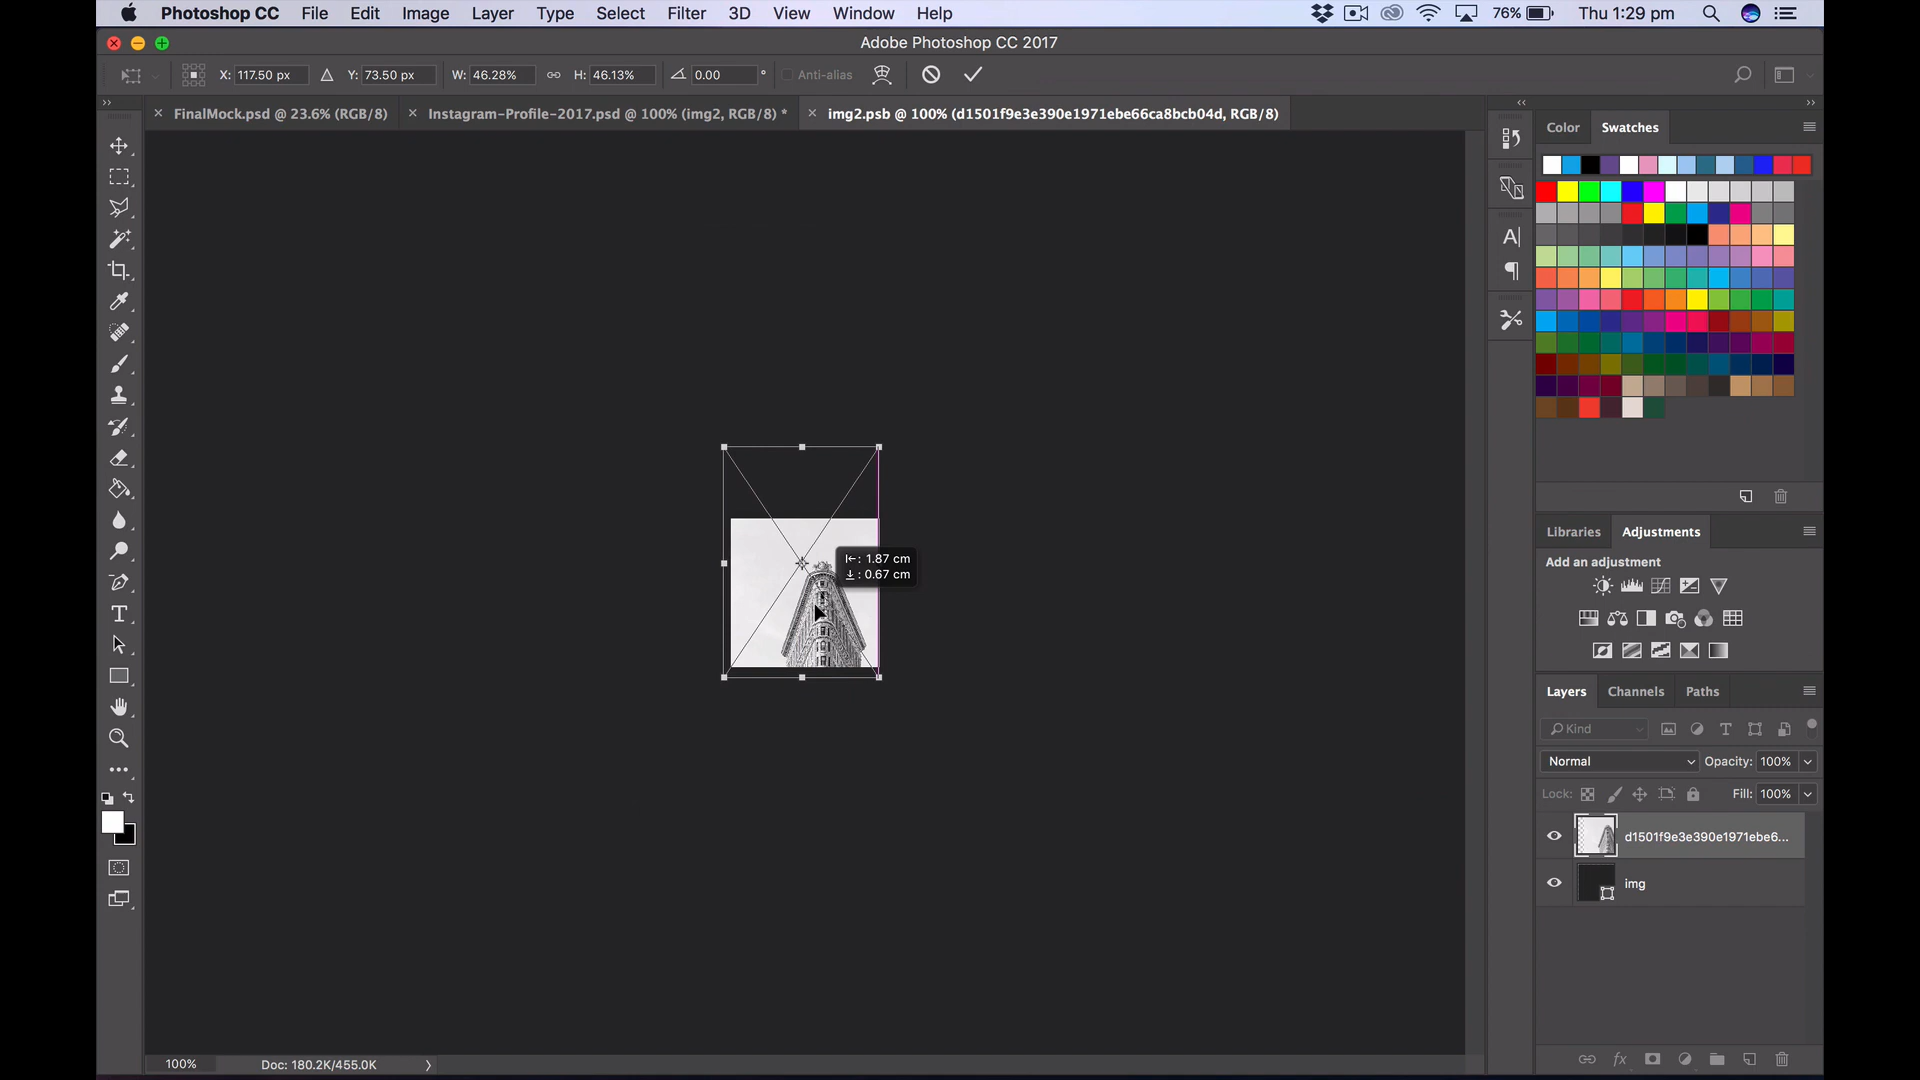 Photoshop CC File Edit Image Layer Type Select Filter 3D View Window Help 76% Thu 1:29 pm
Adobe Photoshop CC 2017
X: 117.50 px Y: 73.50 px W: 46.28% H: 46.13% 0.00 ° Anti-alias
FinalMock.psd @ 23.6% (RGB/8) Instagram-Profile-2017.psd @ 100% (img2, RGB/8) * img2.psb @ 100% (d1501f9e3e390e1971ebe66ca8bcb04d, RGB/8)
Color Swatches
Libraries Adjustments
Add an adjustment
: 1.87 cm
: 0.67 cm
Layers Channels Paths
Kind
Normal Opacity: 100%
Lock: Fill: 100%
d1501f9e3e390e1971ebe6...
img
100% Doc: 180.2K/455.0K